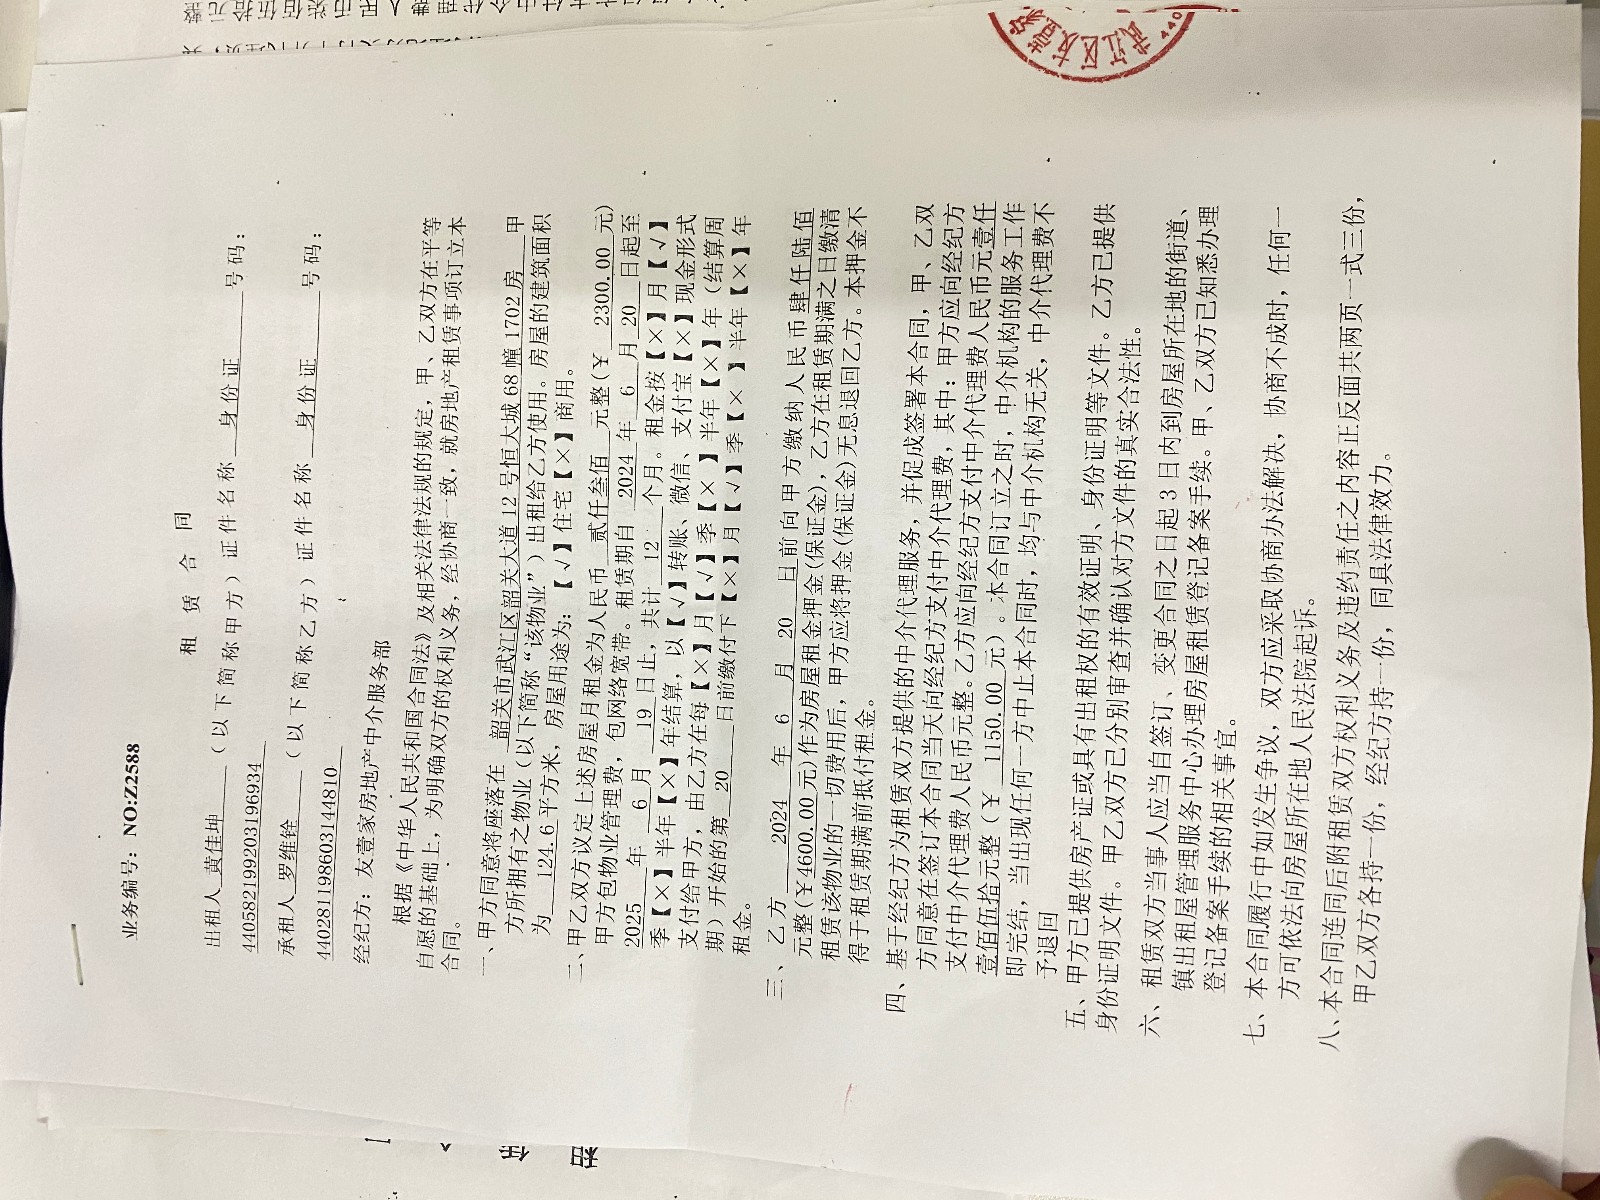 业务编号：NO:Z2588
租 赁 合 同
出租人 黄佳坤 （以下简称甲方）证件名称 身份证 号码：
440582199203196934
承租人 罗维铨 （以下简称乙方）证件名称 身份证 号码：
440281198603144810
经纪方：友壹家房地产中介服务部
根据《中华人民共和国合同法》及相关法律法规的规定，甲、乙双方在平等
自愿的基础上，为明确双方的权利义务，经协商一致，就房地产租赁事项订立本
合同。
一、甲方同意将座落在 韶关市武江区韶关大道12号恒大城68幢1702房 甲
方所拥有之物业（以下简称“该物业”）出租给乙方使用。房屋的建筑面积
为 124.6 平方米，房屋用途为：【√】住宅【×】商用。
二、甲乙双方议定上述房屋月租金为人民币 贰仟叁佰 元整(￥ 2300.00 元)
甲方包物业管理费，包网络宽带。租赁期自 2024 年 6 月 20 日起至
2025 年 6 月 19 日止，共计 12 个月。租金按【×】月【√】
季【×】半年【×】年结算，以【√】转账、微信、支付宝【×】现金形式
支付给甲方，由乙方在每【×】月【√】季【×】半年【×】年（结算周
期）开始的第 20 日前缴付下【×】月【√】季【×】半年【×】年
租金。
三、乙方 2024 年 6 月 20 日前向甲方缴纳人民币肆仟陆佰
元整(￥4600.00元)作为房屋租金押金(保证金)，乙方在租赁期满之日缴清
租赁该物业的一切费用后，甲方应将押金(保证金)无息退回乙方。本押金不
得于租赁期满前抵付租金。
四、基于经纪方为租赁双方提供的中介代理服务，并促成签署本合同，甲、乙双
方同意在签订本合同当天向经纪方支付中介代理费，其中：甲方应向经纪方
支付中介代理费人民币元整。乙方应向经纪方支付中介代理费人民币元壹仟
壹佰伍拾元整（￥ 1150.00 元）。本合同订立之时，中介机构的服务工作
即完结，当出现任何一方中止本合同时，均与中介机构无关，中介代理费不
予退回
五、甲方已提供房产证或具有出租权的有效证明、身份证明等文件。乙方已提供
身份证明文件。甲乙双方已分别审查并确认对方文件的真实合法性。
六、租赁双方当事人应当自签订、变更合同之日起3日内到房屋所在地的街道、
镇出租屋管理服务中心办理房屋租赁登记备案手续。甲、乙双方已知悉办理
登记备案手续的相关事宜。
七、本合同履行中如发生争议，双方应采取协商办法解决，协商不成时，任何一
方可依法向房屋所在地人民法院起诉。
八、本合同连同后附租赁双方权利义务及违约责任之内容正反面共两页一式三份，
甲乙双方各持一份，经纪方持一份，同具法律效力。
武江区友壹家
440